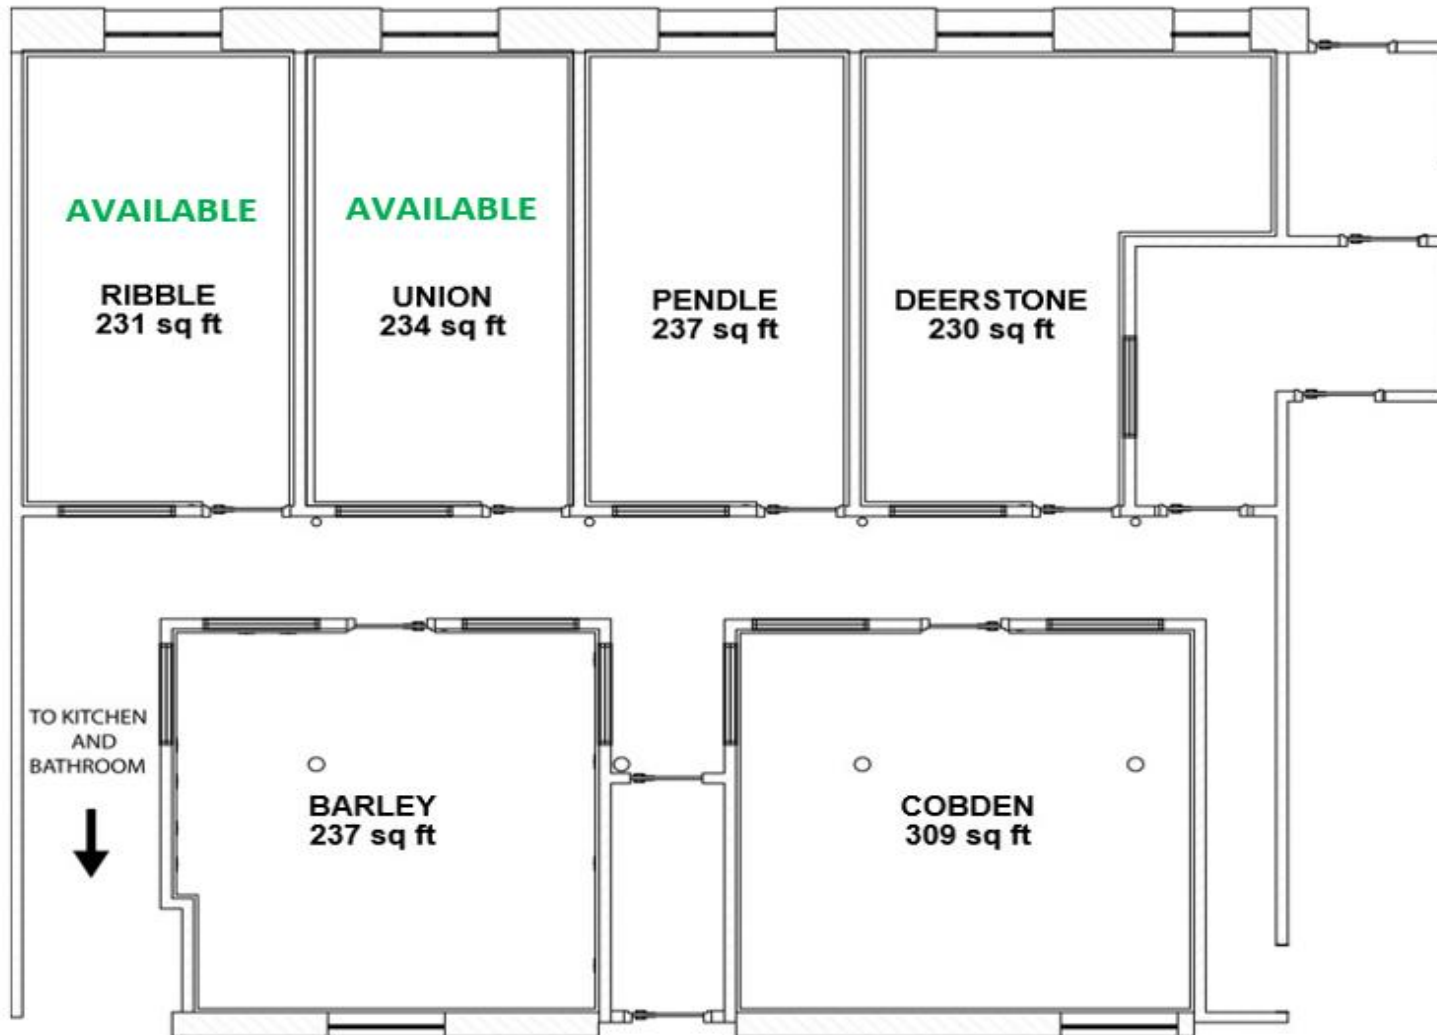 AVAILABLE
RIBBLE
231 sq ft
AVAILABLE
UNION
234 sq ft
PENDLE
237 sq ft
DEERSTONE
230 sq ft
TO KITCHEN
AND
BATHROOM
BARLEY
237 sq ft
COBDEN
309 sq ft